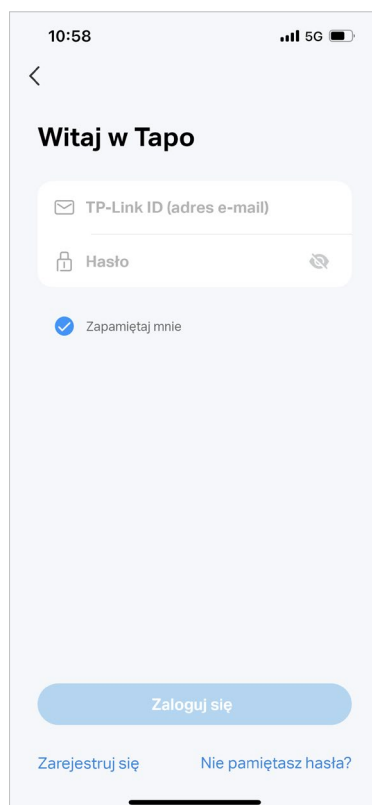 10:58
5G
Witaj w Tapo
TP-Link ID (adres e-mail)
Hasło
Zapamiętaj mnie
Zaloguj się
Zarejestruj się
Nie pamiętasz hasła?